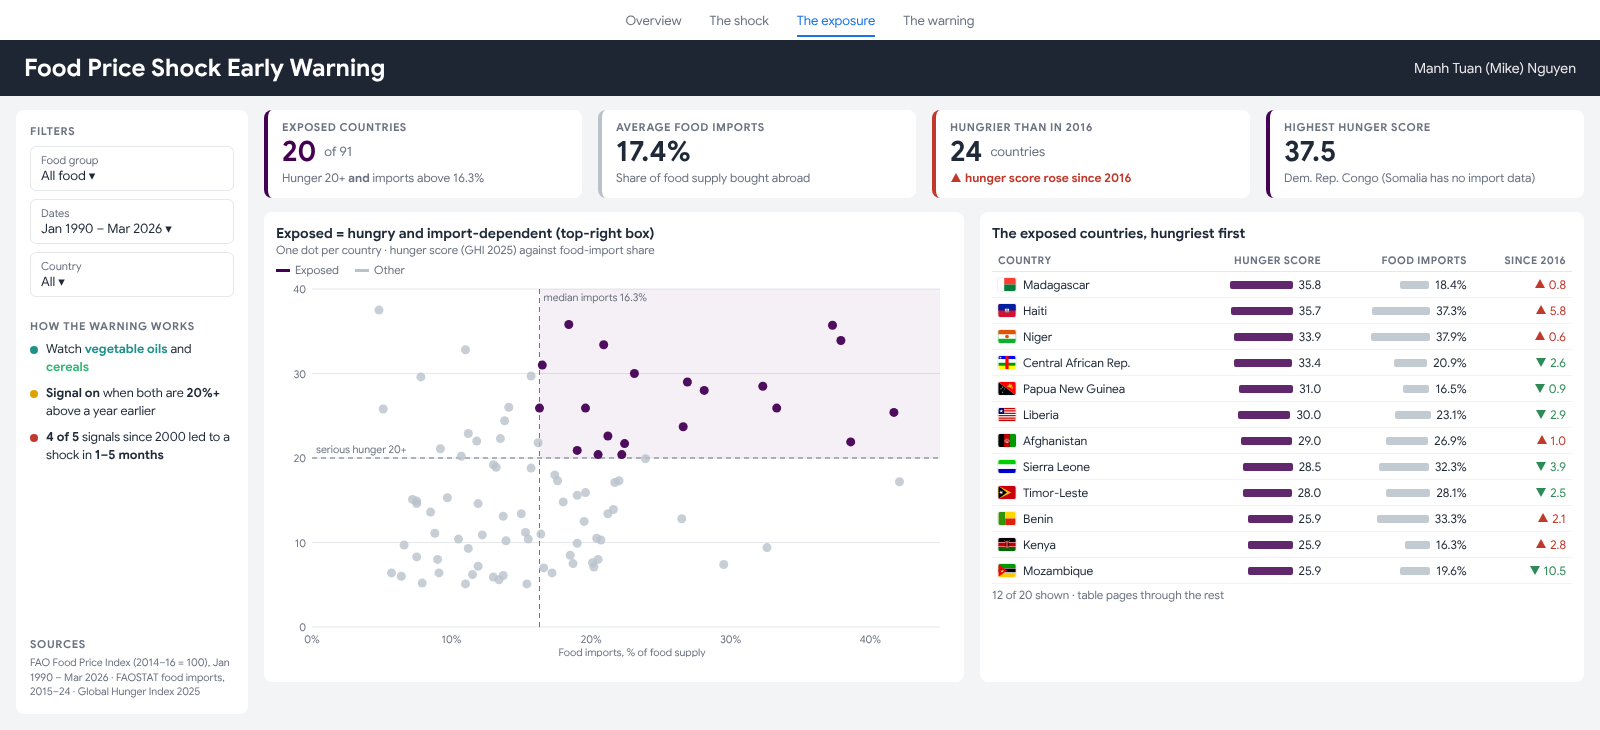 Overview The shock The exposure The warning
Food Price Shock Early Warning
Manh Tuan (Mike) Nguyen
FILTERS
Food group
All food ▾
Dates
Jan 1990 – Mar 2026 ▾
Country
All ▾
HOW THE WARNING WORKS
Watch vegetable oils and
cereals
Signal on when both are 20%+
above a year earlier
4 of 5 signals since 2000 led to a
shock in 1–5 months
SOURCES
FAO Food Price Index (2014–16 = 100), Jan
1990 – Mar 2026 · FAOSTAT food imports,
2015–24 · Global Hunger Index 2025
EXPOSED COUNTRIES
20 of 91
Hunger 20+ and imports above 16.3%
AVERAGE FOOD IMPORTS
17.4%
Share of food supply bought abroad
HUNGRIER THAN IN 2016
24 countries
▲ hunger score rose since 2016
HIGHEST HUNGER SCORE
37.5
Dem. Rep. Congo (Somalia has no import data)
Exposed = hungry and import-dependent (top-right box)
One dot per country · hunger score (GHI 2025) against food-import share
Exposed Other
40
median imports 16.3%
30
serious hunger 20+
20
10
0
0% 10% 20% 30% 40%
Food imports, % of food supply
The exposed countries, hungriest first
COUNTRY HUNGER SCORE FOOD IMPORTS SINCE 2016
Madagascar 35.8 18.4% ▲ 0.8
Haiti 35.7 37.3% ▲ 5.8
Niger 33.9 37.9% ▲ 0.6
Central African Rep. 33.4 20.9% ▼ 2.6
Papua New Guinea 31.0 16.5% ▼ 0.9
Liberia 30.0 23.1% ▼ 2.9
Afghanistan 29.0 26.9% ▲ 1.0
Sierra Leone 28.5 32.3% ▼ 3.9
Timor-Leste 28.0 28.1% ▼ 2.5
Benin 25.9 33.3% ▲ 2.1
Kenya 25.9 16.3% ▲ 2.8
Mozambique 25.9 19.6% ▼ 10.5
12 of 20 shown · table pages through the rest